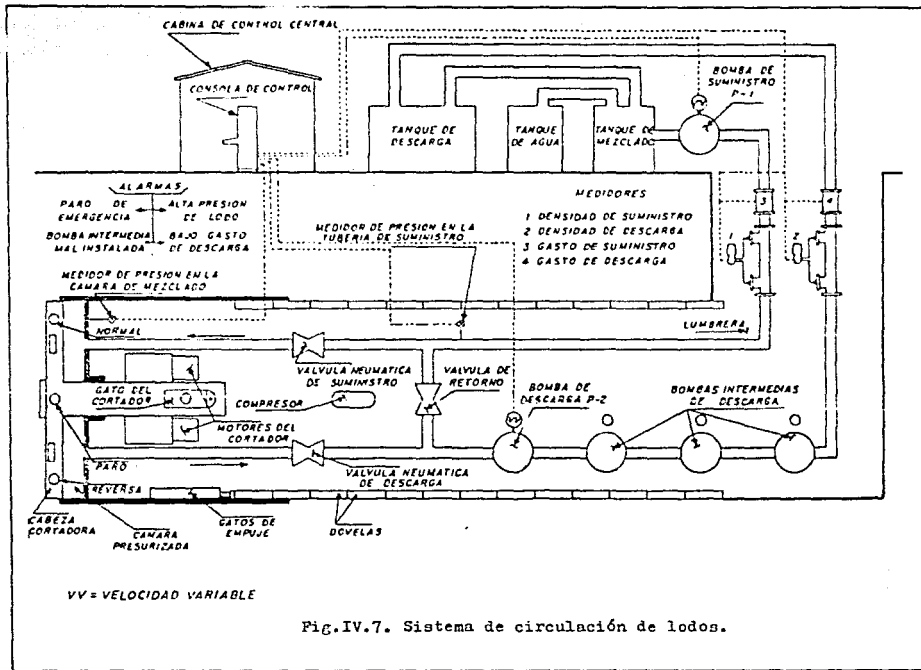 CABINA DE CONTROL CENTRAL
CONSOLA DE CONTROL
TANQUE DE
DESCARGA
TANQUE
DE AGUA
TANQUE DE
MEZCLADO
BOMBA DE
SUMINISTRO
P-1
ALARMAS
PARO DE
EMERGENCIA
ALTA PRESION
DE LODO
BOMBA INTERMEDIA
MAL INSTALADA
BAJO GASTO
DE DESCARGA
MEDIDORES
1 DENSIDAD DE SUMINISTRO
2 DENSIDAD DE DESCARGA
3 GASTO DE SUMINISTRO
4 GASTO DE DESCARGA
3
4
1
2
MEDIDOR DE PRESION EN LA
TUBERIA DE SUMINISTRO
MEDIDOR DE PRESION EN LA
CAMARA DE MEZCLADO
LUMBRERA
NORMAL
VALVULA NEUMATICA
DE SUMINISTRO
VALVULA DE
RETORNO
GATO DEL
CORTADOR
COMPRESOR
BOMBA DE
DESCARGA P-2
BOMBAS INTERMEDIAS
DE DESCARGA
MOTORES DEL
CORTADOR
PARO
VALVULA NEUMATICA
DE DESCARGA
REVERSA
CABEZA
CORTADORA
CAMARA
PRESURIZADA
GATOS DE
EMPUJE
DOVELAS
VV = VELOCIDAD VARIABLE
Fig.IV.7. Sistema de circulación de lodos.